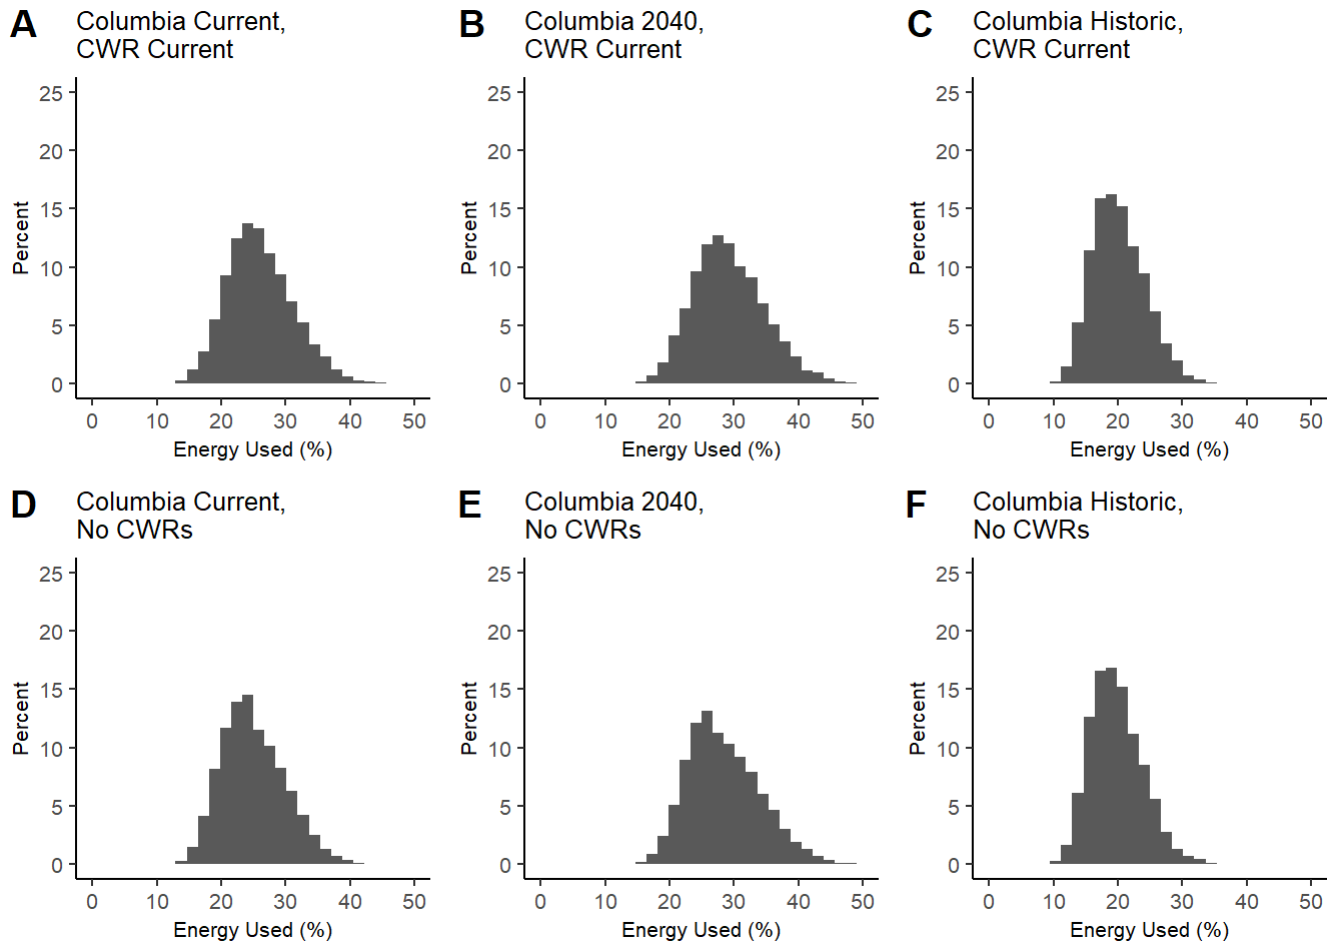 A
Columbia Current,
CWR Current
25
20
15
10
5
0
Percent
0 10 20 30 40 50
Energy Used (%)
B
Columbia 2040,
CWR Current
25
20
15
10
5
0
Percent
0 10 20 30 40 50
Energy Used (%)
C
Columbia Historic,
CWR Current
25
20
15
10
5
0
Percent
0 10 20 30 40 50
Energy Used (%)
D
Columbia Current,
No CWRs
25
20
15
10
5
0
Percent
0 10 20 30 40 50
Energy Used (%)
E
Columbia 2040,
No CWRs
25
20
15
10
5
0
Percent
0 10 20 30 40 50
Energy Used (%)
F
Columbia Historic,
No CWRs
25
20
15
10
5
0
Percent
0 10 20 30 40 50
Energy Used (%)